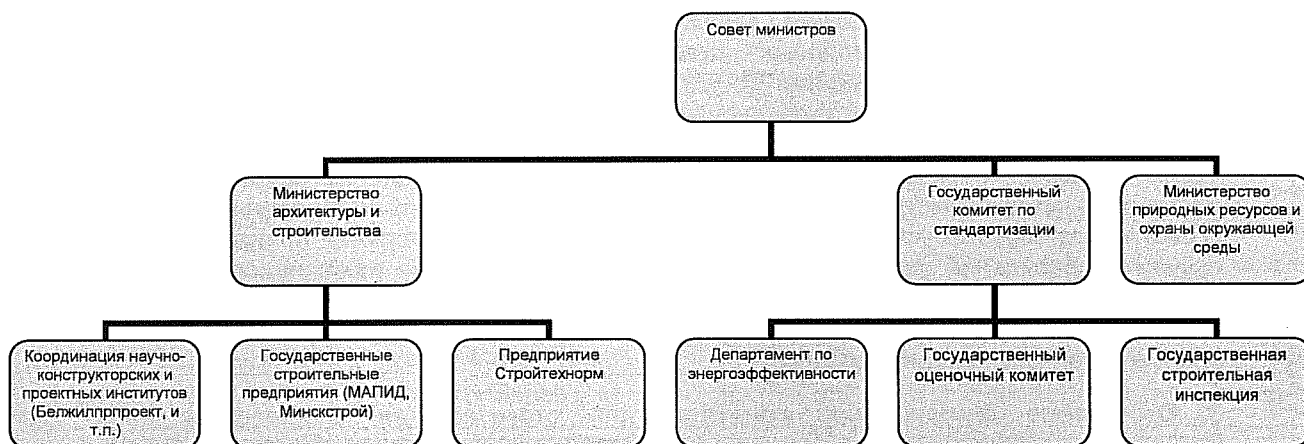 Совет министров
Министерство
архитектуры и
строительства
Государственный
комитет по
стандартизации
Министерство
природных ресурсов и
охраны окружающей
среды
Координация научно-
конструкторских и
проектных институтов
(Белжилпрпроект, и
т.п.)
Государственные
строительные
предприятия (МАПИД,
Минскстрой)
Предприятие
Стройтехнорм
Департамент по
энергоэффективности
Государственный
оценочный комитет
Государственная
строительная
инспекция